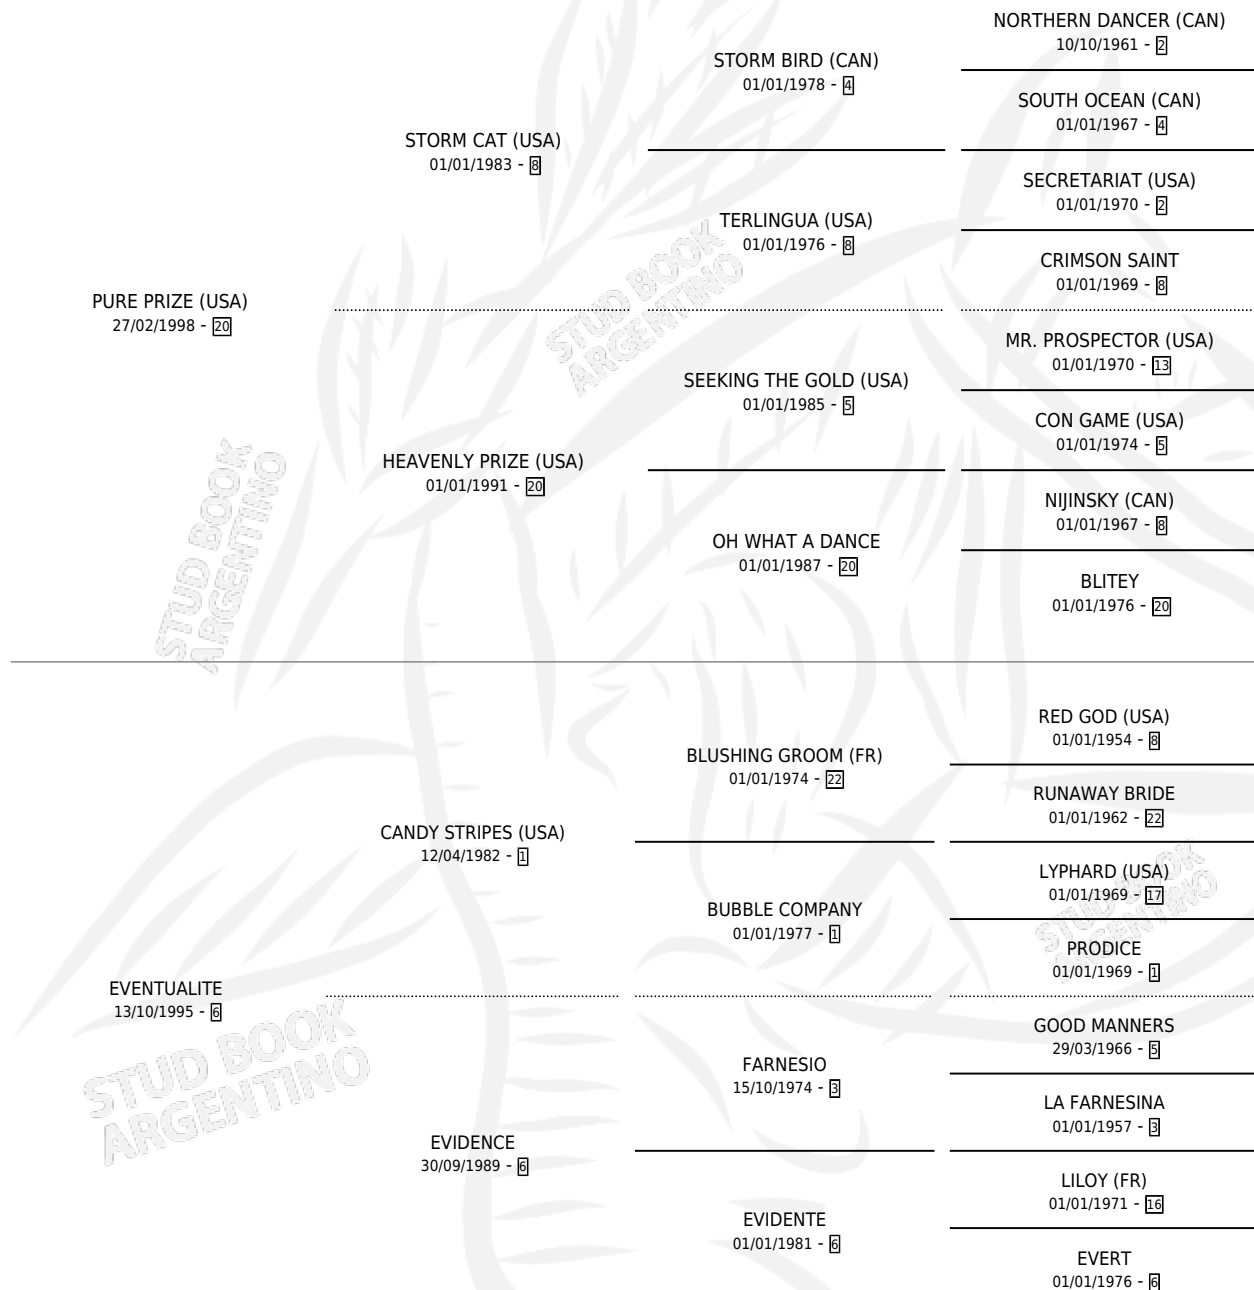 NORTHERN DANCER (CAN)
10/10/1961 - 2
STORM BIRD (CAN)
01/01/1978 - 4
SOUTH OCEAN (CAN)
01/01/1967 - 4
STORM CAT (USA)
01/01/1983 - 8
SECRETARIAT (USA)
01/01/1970 - 2
TERLINGUA (USA)
01/01/1976 - 8
CRIMSON SAINT
01/01/1969 - 8
PURE PRIZE (USA)
27/02/1998 - 20
MR. PROSPECTOR (USA)
01/01/1970 - 13
SEEKING THE GOLD (USA)
01/01/1985 - 5
CON GAME (USA)
01/01/1974 - 5
HEAVENLY PRIZE (USA)
01/01/1991 - 20
NIJINSKY (CAN)
01/01/1967 - 8
OH WHAT A DANCE
01/01/1987 - 20
BLITEY
01/01/1976 - 20
RED GOD (USA)
01/01/1954 - 8
BLUSHING GROOM (FR)
01/01/1974 - 22
RUNAWAY BRIDE
01/01/1962 - 22
CANDY STRIPES (USA)
12/04/1982 - 1
LYPHARD (USA)
01/01/1969 - 17
BUBBLE COMPANY
01/01/1977 - 1
PRODICE
01/01/1969 - 1
EVENTUALITE
13/10/1995 - 6
GOOD MANNERS
29/03/1966 - 5
FARNESIO
15/10/1974 - 3
LA FARNESINA
01/01/1957 - 3
EVIDENCE
30/09/1989 - 6
LILOY (FR)
01/01/1971 - 16
EVIDENTE
01/01/1981 - 6
EVERT
01/01/1976 - 6
STUD BOOK
ARGENTINO
STUD BOOK
ARGENTINO
STUD BOOK
ARGENTINO
STUD BOOK
ARGENTINO